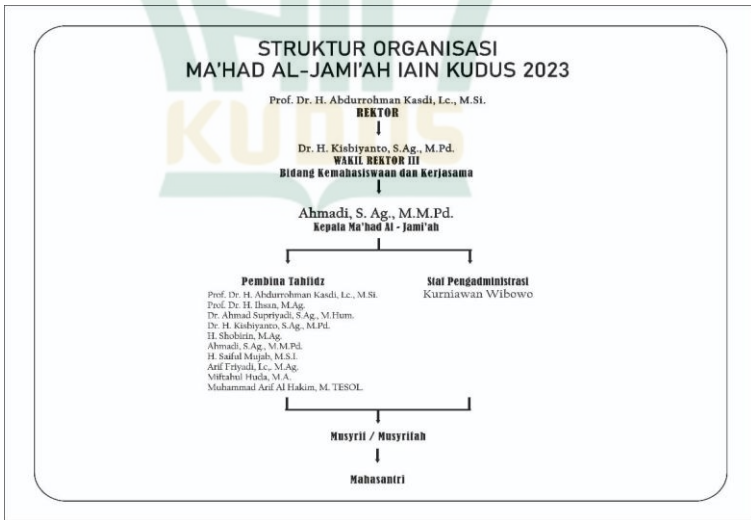 STRUKTUR ORGANISASI
MA'HAD AL-JAMI'AH IAIN KUDUS 2023
Prof. Dr. H. Abdurrohman Kasdi, Lc., M.Si.
REKTOR
Dr. H. Kisbiyanto, S.Ag., M.Pd.
WAKIL REKTOR III
Bidang Kemahasiswaan dan Kerjasama
Ahmadi, S. Ag., M.M.Pd.
Kepala Ma'had Al - Jami'ah
Pembina Tahfidz
Prof. Dr. H. Abdurrohman Kasdi, Lc., M.Si.
Prof. Dr. H. Ihsan, M.Ag.
Dr. Ahmad Supriyadi, S.Ag., M.Hum.
Dr. H. Kisbiyanto, S.Ag., M.Pd.
H. Shobirin, M.Ag.
Ahmadi, S.Ag., M.M.Pd.
H. Saiful Mujab, M.S.I.
Arif Friyadi, Lc., M.Ag.
Miftahul Huda, M.A.
Muhammad Arif Al Hakim, M. TESOL.
Staf Pengadministrasi
Kurniawan Wibowo
Musyrif / Musyrifah
Mahasantri
KUDUS